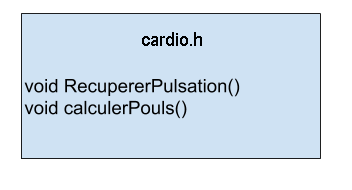 cardio.h
void RecupererPulsation()
void calculerPouls()